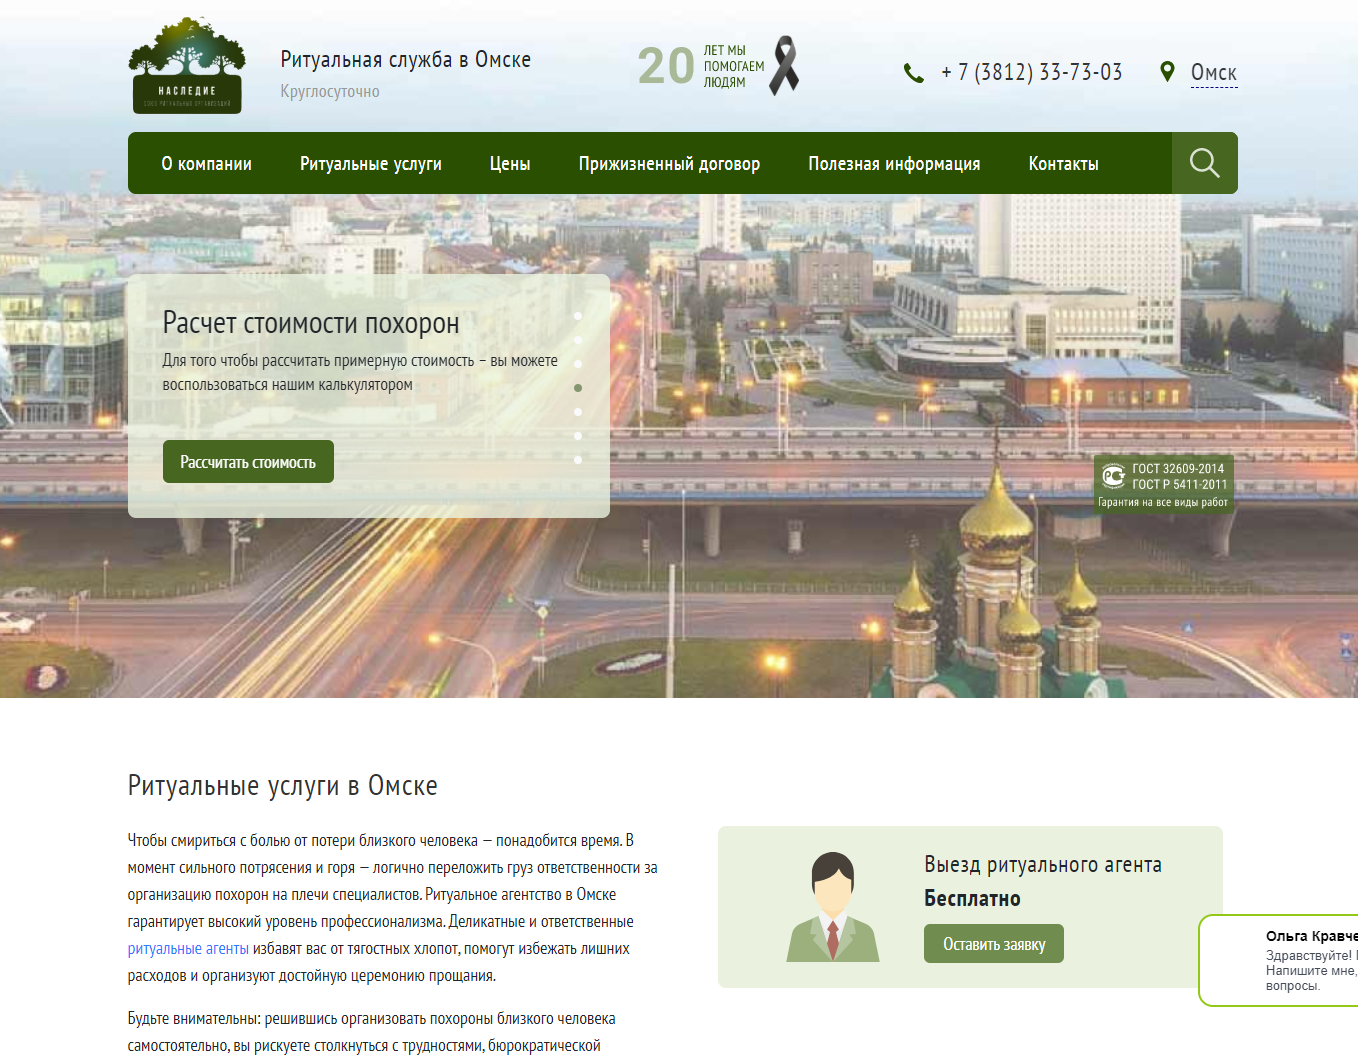 НАСЛЕДИЕ
СОЮЗ РИТУАЛЬНЫХ ОРГАНИЗАЦИЙ
Ритуальная служба в Омске
Круглосуточно
20
ЛЕТ МЫ
ПОМОГАЕМ
ЛЮДЯМ
+ 7 (3812) 33-73-03
Омск
О компании
Ритуальные услуги
Цены
Прижизненный договор
Полезная информация
Контакты
Расчет стоимости похорон
Для того чтобы рассчитать примерную стоимость – вы можете
воспользоваться нашим калькулятором
Рассчитать стоимость
ГОСТ 32609-2014
ГОСТ Р 5411-2011
Гарантия на все виды работ
Ритуальные услуги в Омске
Чтобы смириться с болью от потери близкого человека — понадобится время. В
момент сильного потрясения и горя — логично переложить груз ответственности за
организацию похорон на плечи специалистов. Ритуальное агентство в Омске
гарантирует высокий уровень профессионализма. Деликатные и ответственные
ритуальные агенты избавят вас от тягостных хлопот, помогут избежать лишних
расходов и организуют достойную церемонию прощания.
Будьте внимательны: решившись организовать похороны близкого человека
самостоятельно, вы рискуете столкнуться с трудностями, бюрократической
Выезд ритуального агента
Бесплатно
Оставить заявку
Ольга Кравче
Здравствуйте!
Напишите мне,
вопросы.